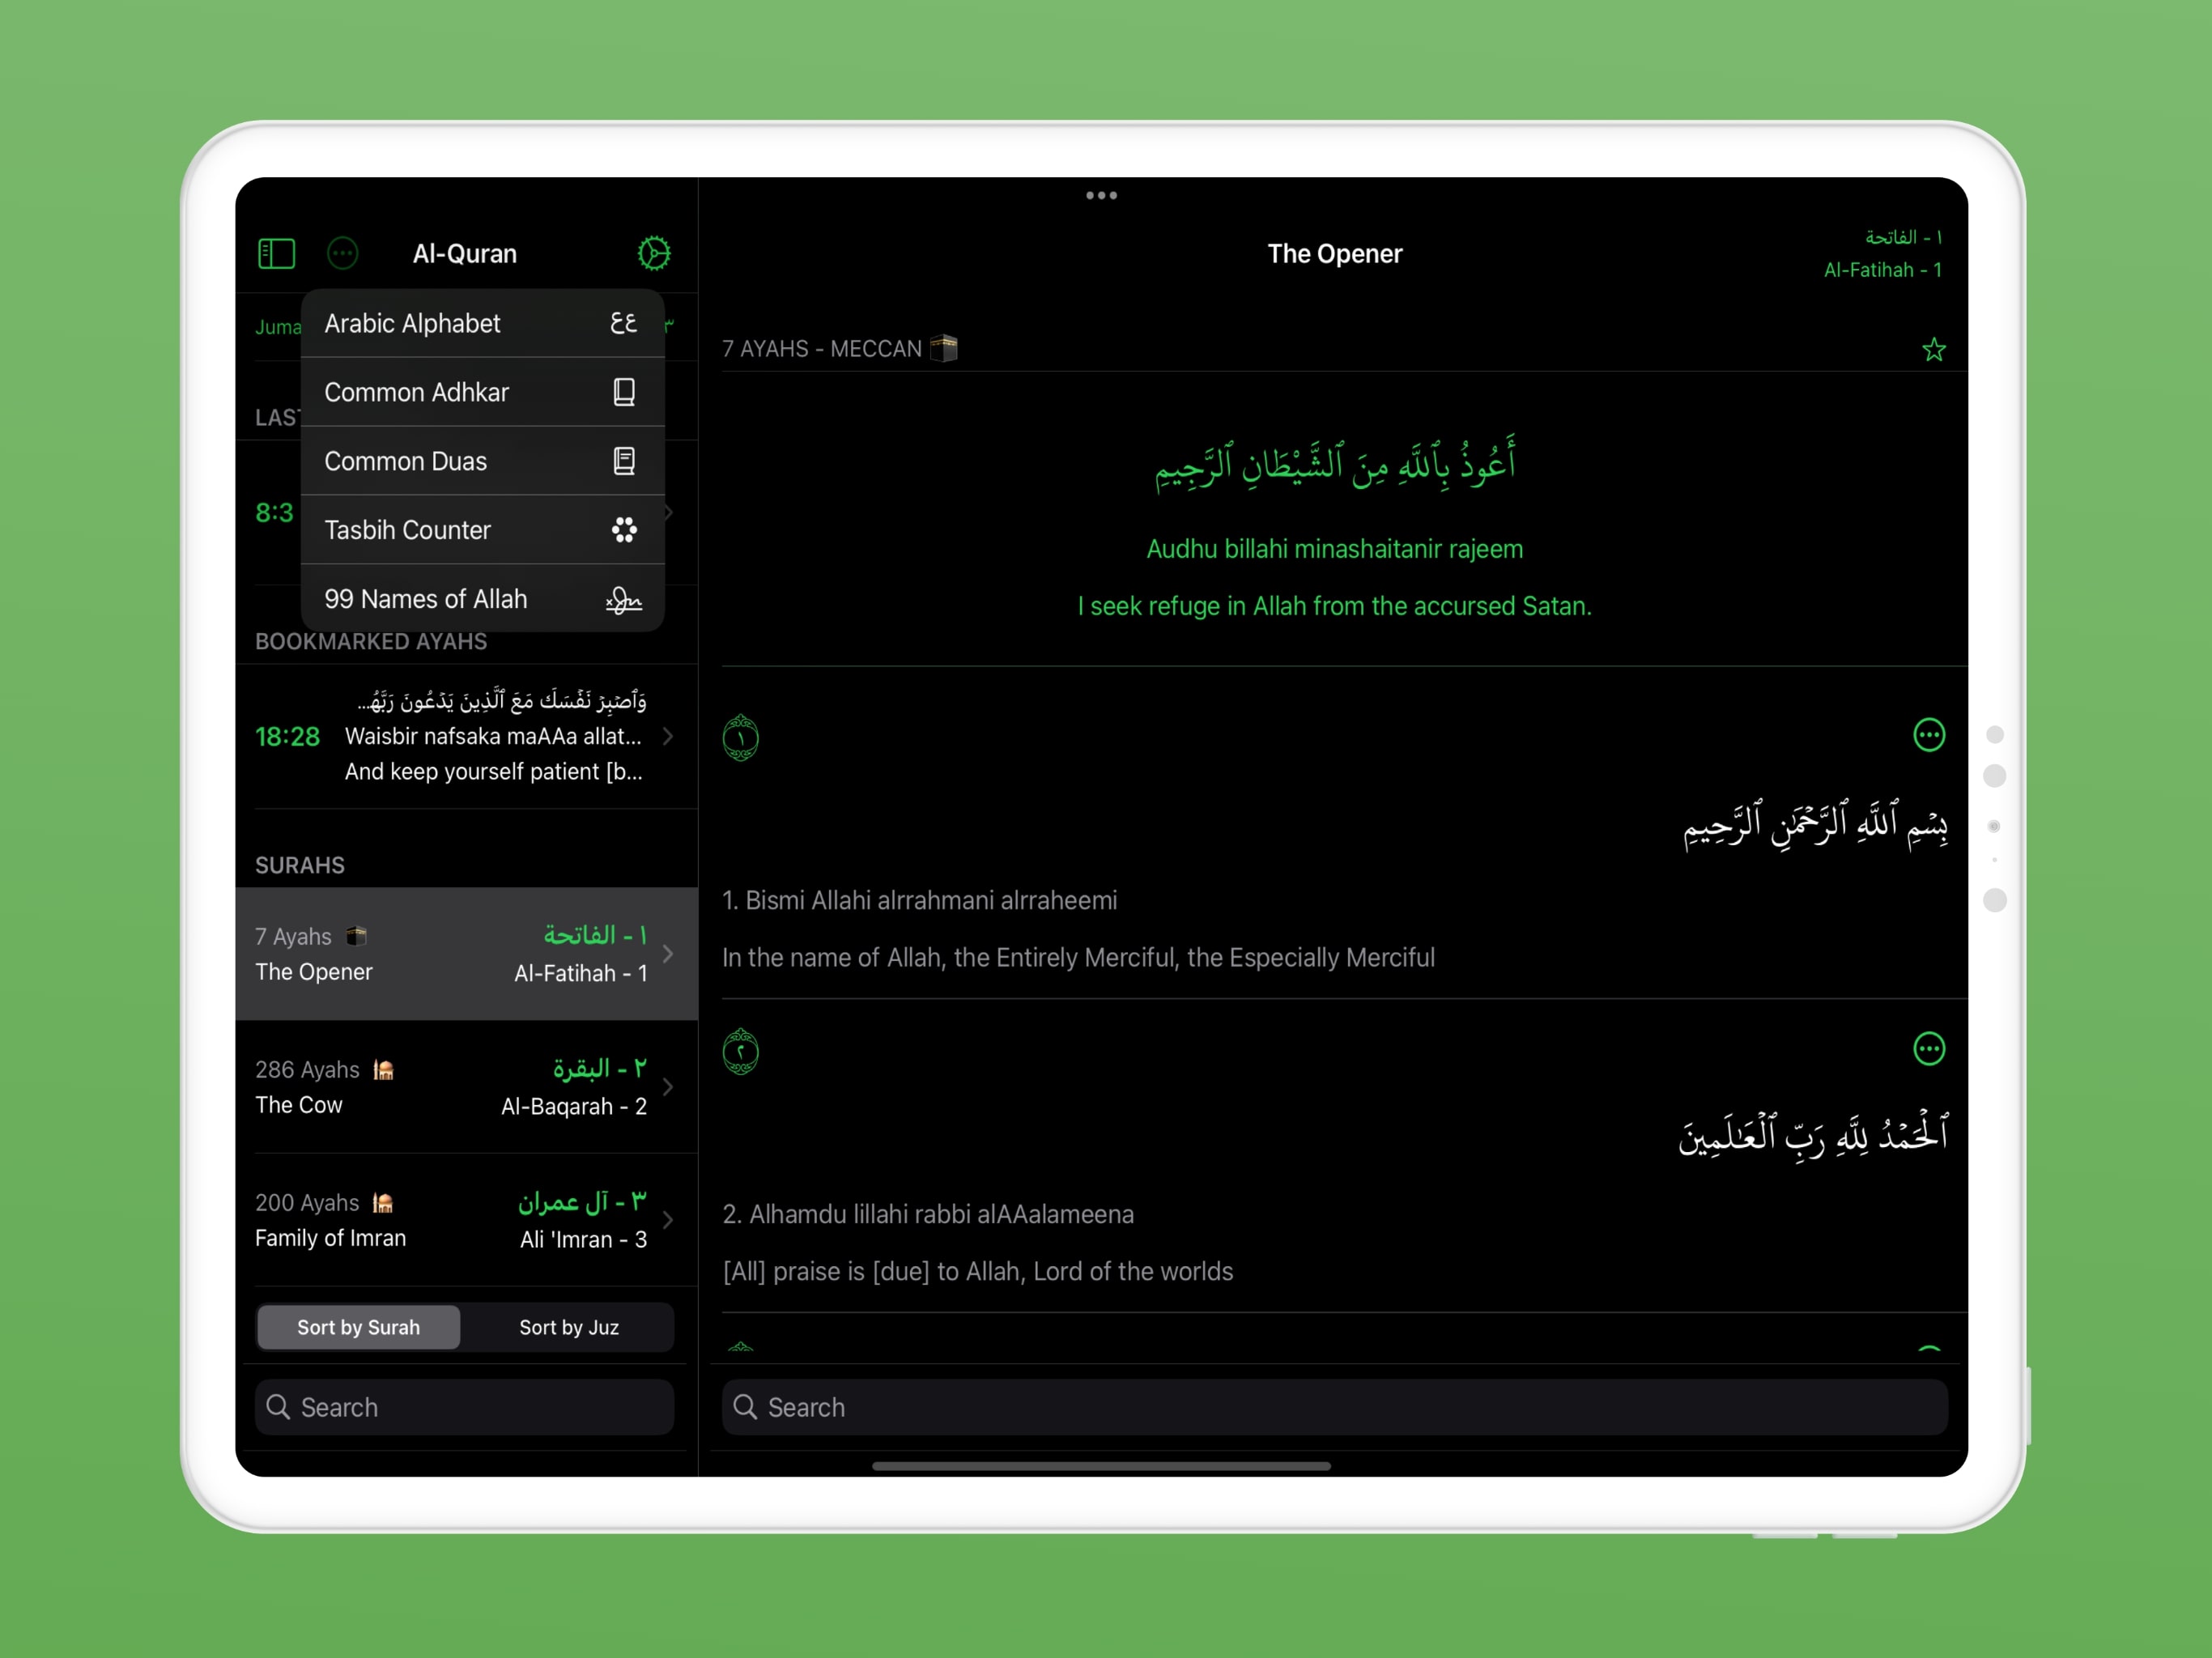 Al-Quran
Arabic Alphabet عع
Common Adhkar
Common Duas
Tasbih Counter
99 Names of Allah
8:3
BOOKMARKED AYAHS
18:28
وَٱصْبِرْ نَفْسَكَ مَعَ ٱلَّذِينَ يَدْعُونَ رَبَّهُ...
Waisbir nafsaka maAAa allat...
And keep yourself patient [b...
SURAHS
7 Ayahs
١ - الفاتحة
The Opener
Al-Fatihah - 1
286 Ayahs
٢ - البقرة
The Cow
Al-Baqarah - 2
200 Ayahs
٣ - آل عمران
Family of Imran
Ali 'Imran - 3
Sort by Surah
Sort by Juz
Search
The Opener
١ - الفاتحة
Al-Fatihah - 1
7 AYAHS - MECCAN
أَعُوذُ بِٱللَّهِ مِنَ ٱلشَّيْطَانِ ٱلرَّجِيمِ
Audhu billahi minashaitanir rajeem
I seek refuge in Allah from the accursed Satan.
١
بِسْمِ ٱللَّهِ ٱلرَّحْمَٰنِ ٱلرَّحِيمِ
1. Bismi Allahi alrrahmani alrraheemi
In the name of Allah, the Entirely Merciful, the Especially Merciful
٢
ٱلْحَمْدُ لِلَّهِ رَبِّ ٱلْعَٰلَمِينَ
2. Alhamdu lillahi rabbi alAAalameena
[All] praise is [due] to Allah, Lord of the worlds
Search